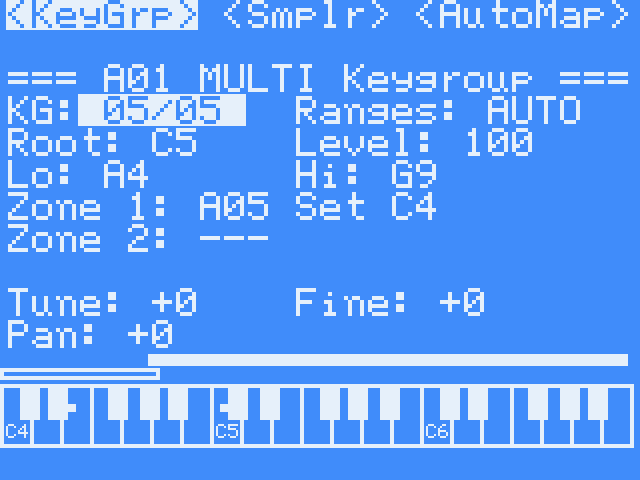 <KeyGrp> <Smplr> <AutoMap>
=== A01 MULTI Keygroup ===
KG: 05/05 Ranges: AUTO
Root: C5 Level: 100
Lo: A4 Hi: G9
Zone 1: A05 Set C4
Zone 2: ---
Tune: +0 Fine: +0
Pan: +0
C4 C5 C6